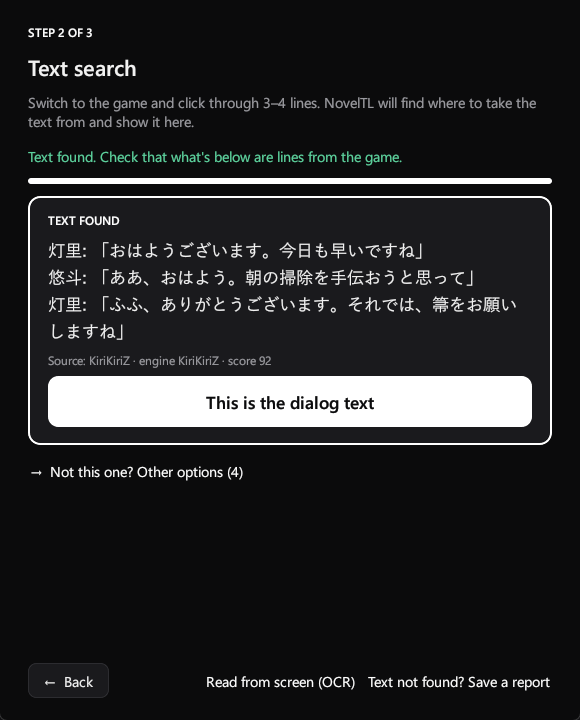 STEP 2 OF 3
Text search
Switch to the game and click through 3–4 lines. NovelTL will find where to take the
text from and show it here.
Text found. Check that what's below are lines from the game.
TEXT FOUND
灯里: 「おはようございます。今日も早いですね」
悠斗: 「ああ、おはよう。朝の掃除を手伝おうと思って」
灯里: 「ふふ、ありがとうございます。それでは、箒をお願い
しますね」
Source: KiriKiriZ · engine KiriKiriZ · score 92
This is the dialog text
→ Not this one? Other options (4)
← Back
Read from screen (OCR)
Text not found? Save a report